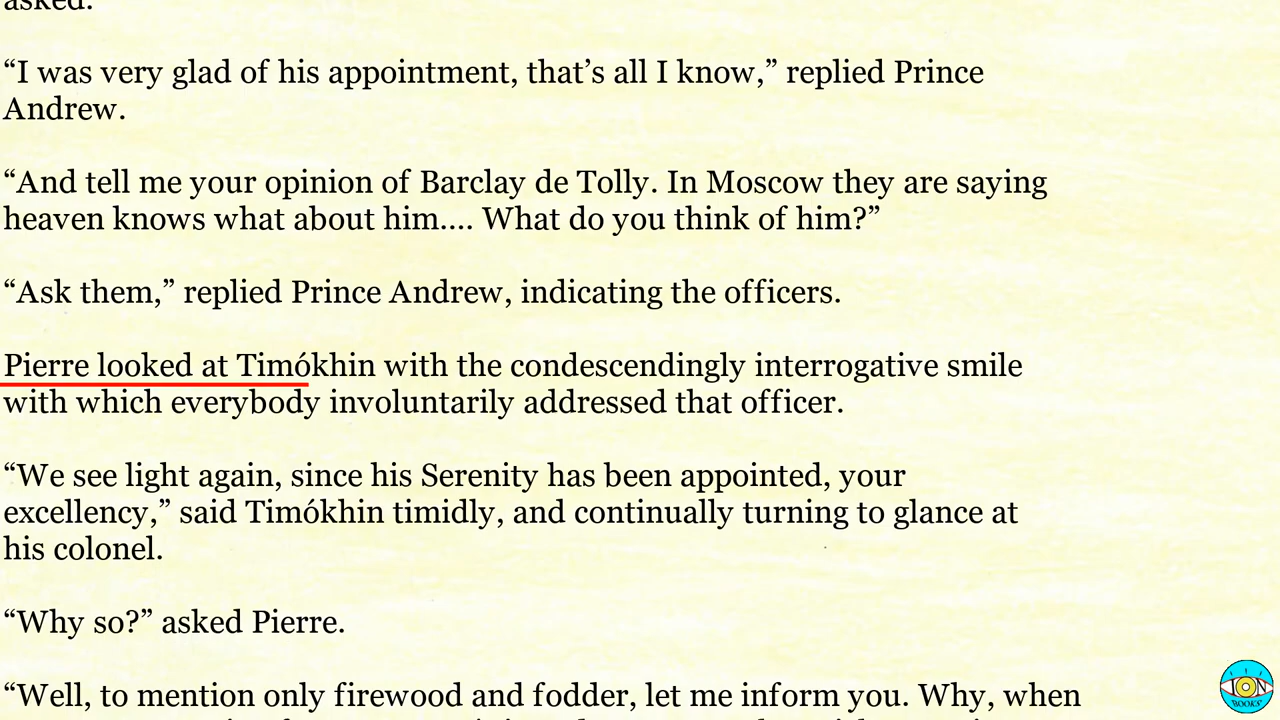 asked.
“I was very glad of his appointment, that’s all I know,” replied Prince
Andrew.
“And tell me your opinion of Barclay de Tolly. In Moscow they are saying
heaven knows what about him.... What do you think of him?”
“Ask them,” replied Prince Andrew, indicating the officers.
Pierre looked at Timókhin with the condescendingly interrogative smile
with which everybody involuntarily addressed that officer.
“We see light again, since his Serenity has been appointed, your
excellency,” said Timókhin timidly, and continually turning to glance at
his colonel.
“Why so?” asked Pierre.
“Well, to mention only firewood and fodder, let me inform you. Why, when
I
ION
BOOKS